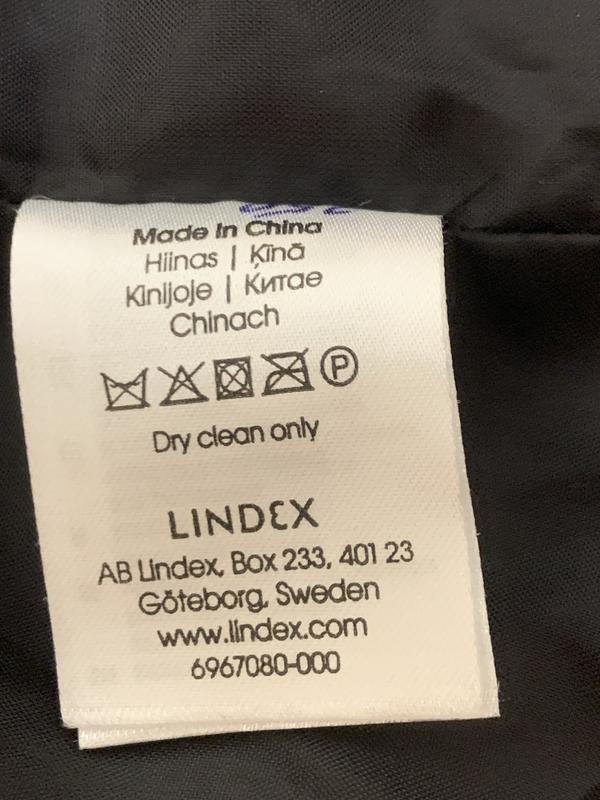 Made In China
Hiinas | Ķīnā
Kinijoje | Китае
Chinach
P
Dry clean only
LINDEX
AB Lindex, Box 233, 401 23
Göteborg, Sweden
www.lindex.com
6967080-000